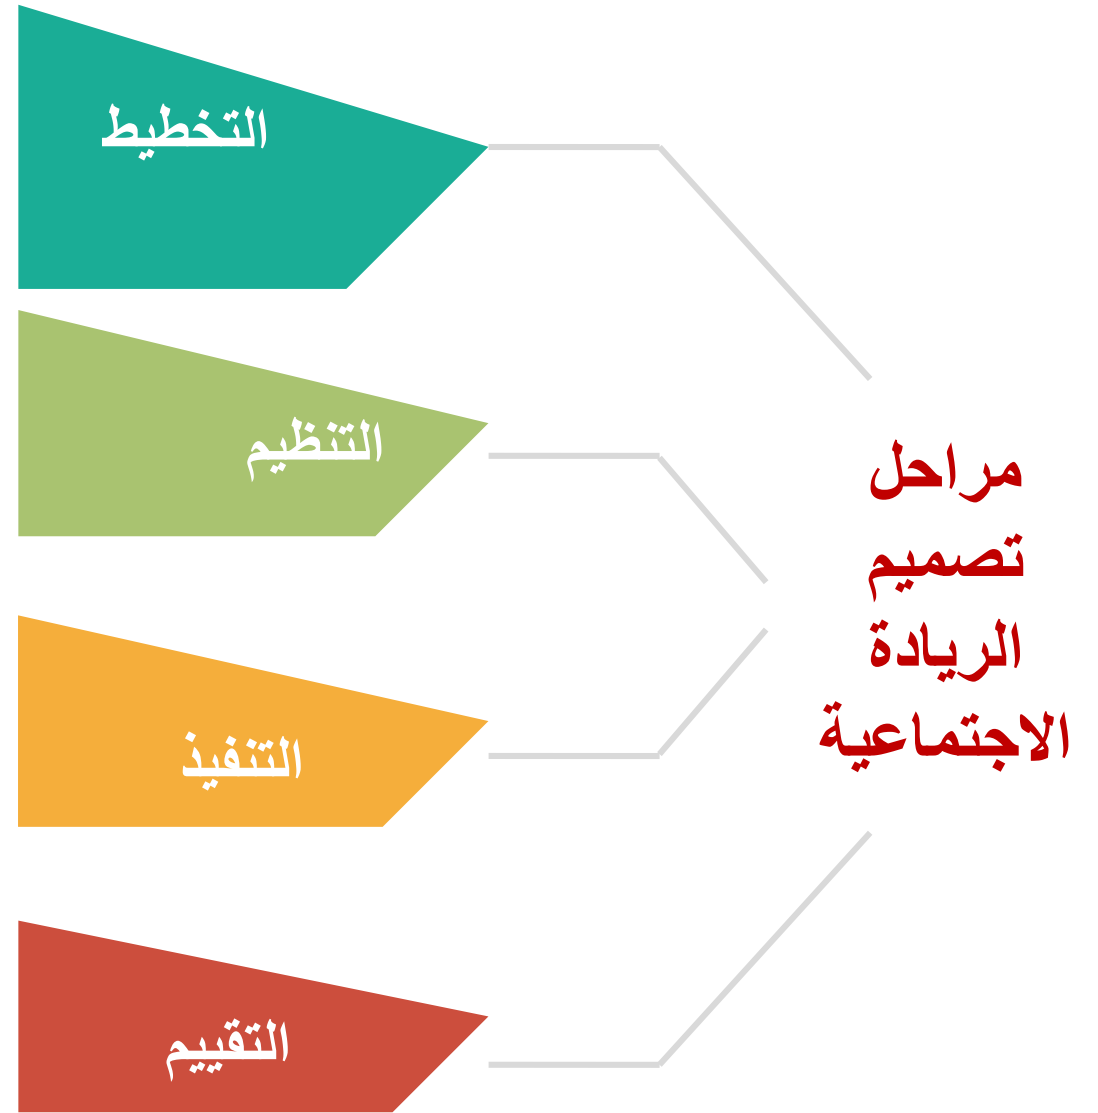 مراحل
تصميم
الريادة
الاجتماعية
التخطيط
التنظيم
التنفيذ
التقييم